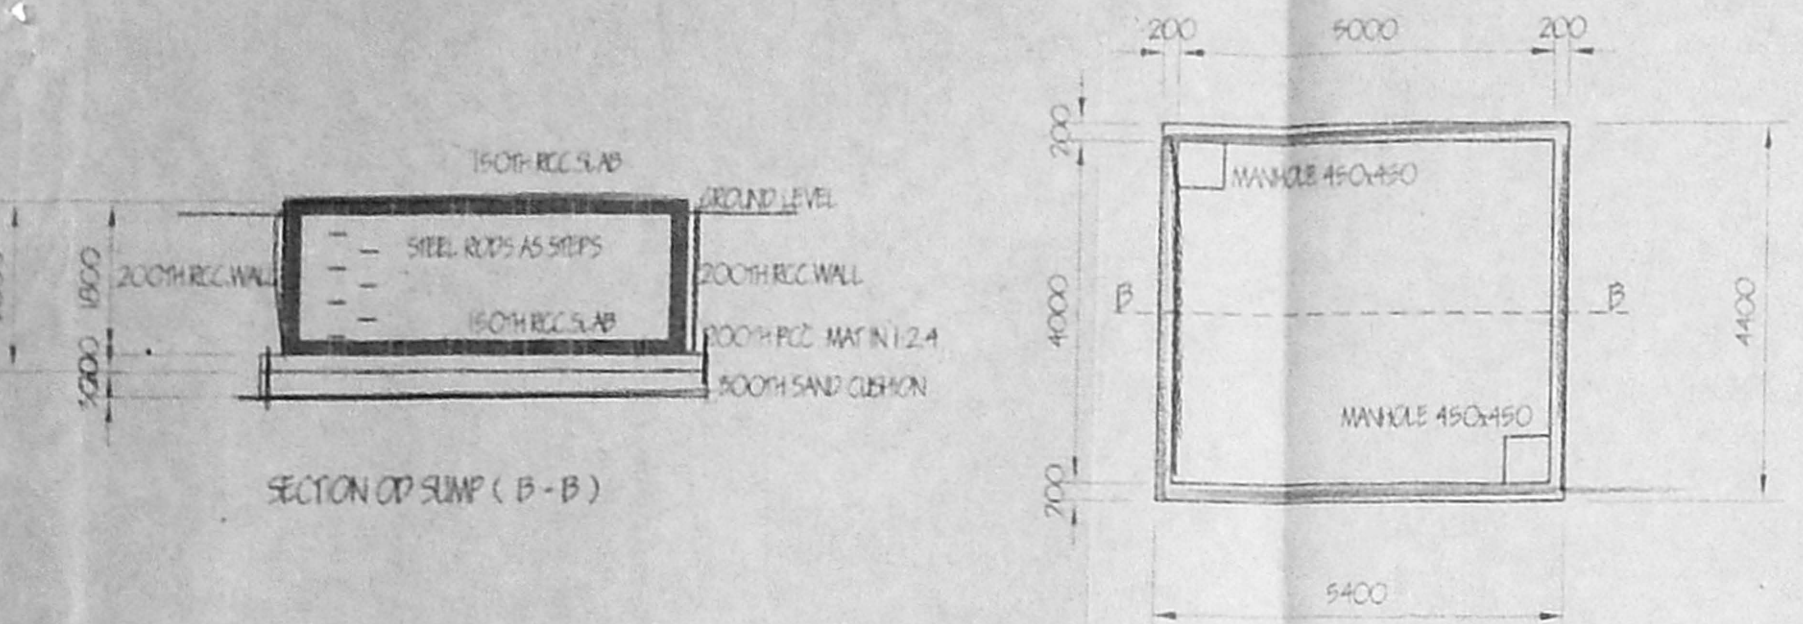 200 5000 200
150TH RCC SLAB
200
MANHOLE 450x450
GROUND LEVEL
STEEL RODS AS STEPS
1800
200TH RCC. WALL
200TH RCC. WALL
150TH RCC SLAB
200TH PCC MAT IN 1:2:4
300TH SAND CUSHION
B B
4000
4400
MANHOLE 450x450
SECTION OD SUMP ( B - B )
200
5400